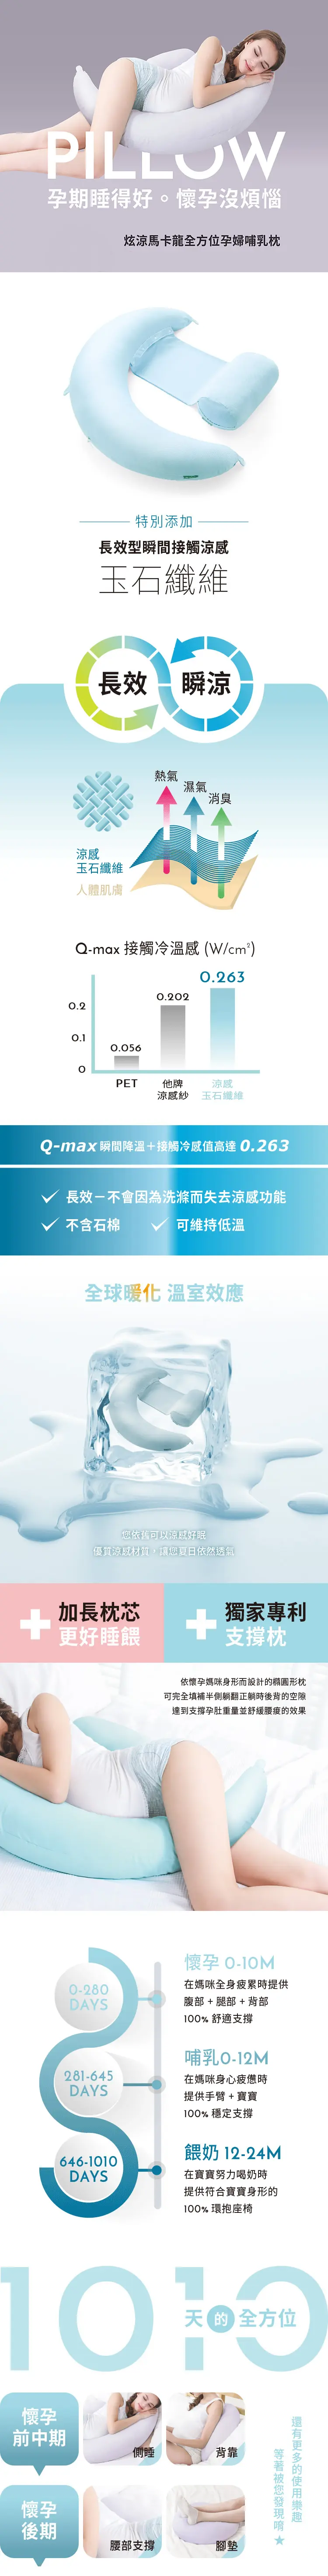 PILLOW
孕期睡得好。懷孕沒煩惱
炫涼馬卡龍全方位孕婦哺乳枕
特別添加
長效型瞬間接觸涼感
玉石纖維
長效
瞬涼
熱氣
濕氣
消臭
涼感
玉石纖維
人體肌膚
Q-max 接觸冷溫感 (W/cm²)
0.263
0.202
0.2
0.1
0.056
0
PET
他牌
涼感紗
涼感
玉石纖維
Q-max 瞬間降溫+接觸冷感值高達 0.263
長效－不會因為洗滌而失去涼感功能
不含石棉
可維持低溫
全球暖化 溫室效應
您依舊可以涼感好眠
優質涼感材質，讓您夏日依然透氣
加長枕芯
更好睡餵
獨家專利
支撐枕
依懷孕媽咪身形而設計的橢圓形枕
可完全填補半側躺翻正躺時後背的空隙
達到支撐孕肚重量並舒緩腰痠的效果
0-280
DAYS
懷孕 0-10M
在媽咪全身疲累時提供
腹部 + 腿部 + 背部
100% 舒適支撐
281-645
DAYS
哺乳0-12M
在媽咪身心疲憊時
提供手臂 + 寶寶
100% 穩定支撐
646-1010
DAYS
餵奶 12-24M
在寶寶努力喝奶時
提供符合寶寶身形的
100% 環抱座椅
1010
天的全方位
懷孕
前中期
側睡
背靠
懷孕
後期
腰部支撐
腳墊
還有更多的使用樂趣
等著被您發現唷★